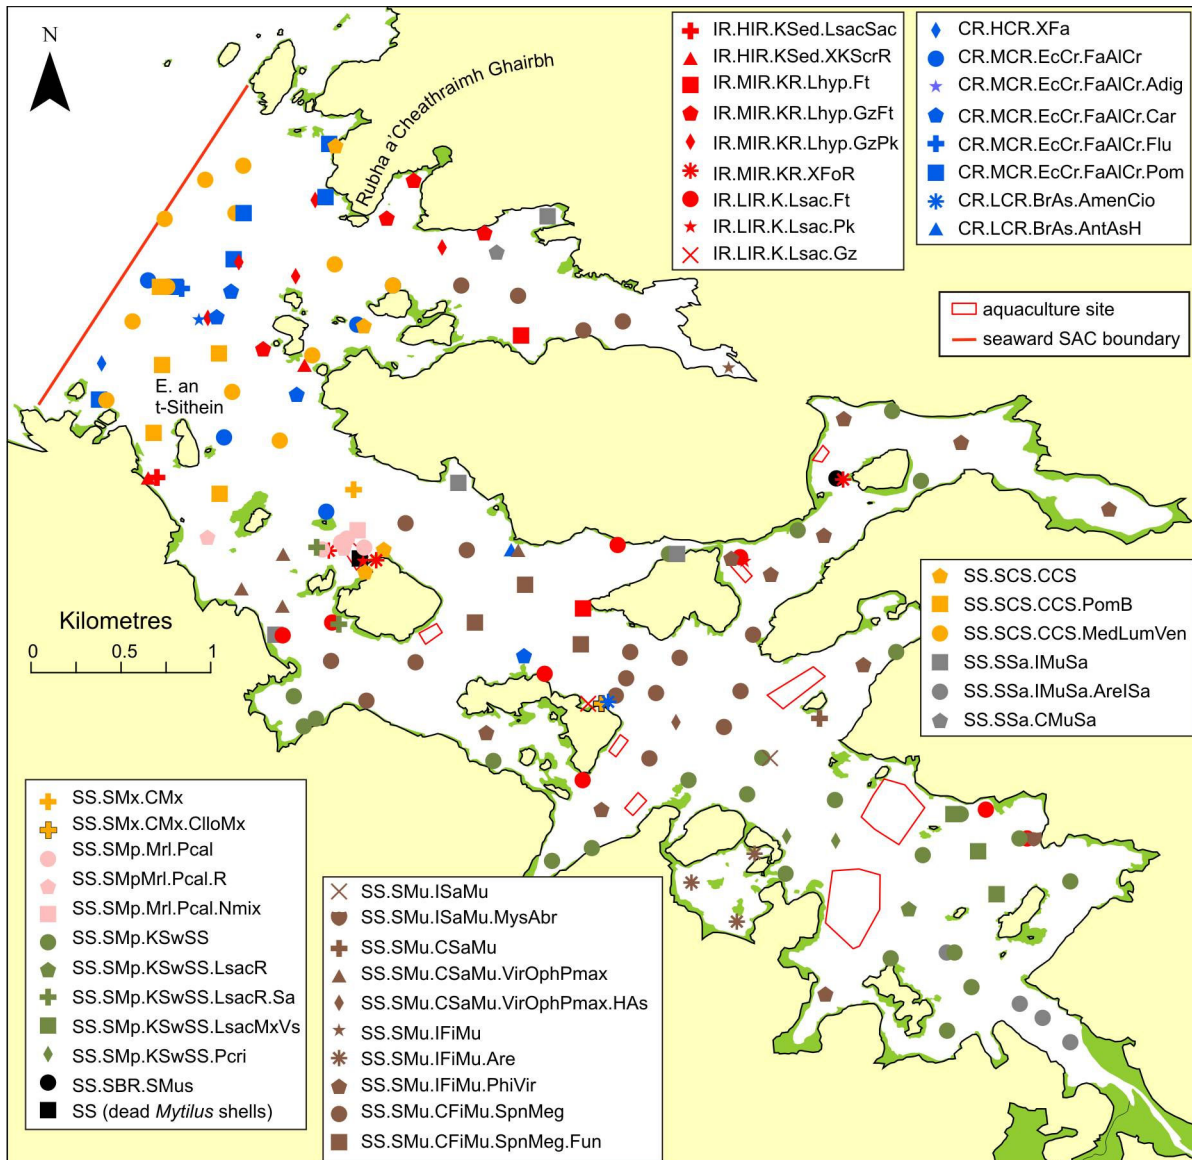 N
Rubha a'Cheathraimh Ghairbh
IR.HIR.KSed.LsacSac
IR.HIR.KSed.XKScrR
IR.MIR.KR.Lhyp.Ft
IR.MIR.KR.Lhyp.GzFt
IR.MIR.KR.Lhyp.GzPk
IR.MIR.KR.XFoR
IR.LIR.K.Lsac.Ft
IR.LIR.K.Lsac.Pk
IR.LIR.K.Lsac.Gz
CR.HCR.XFa
CR.MCR.EcCr.FaAlCr
CR.MCR.EcCr.FaAlCr.Adig
CR.MCR.EcCr.FaAlCr.Car
CR.MCR.EcCr.FaAlCr.Flu
CR.MCR.EcCr.FaAlCr.Pom
CR.LCR.BrAs.AmenCio
CR.LCR.BrAs.AntAsH
aquaculture site
seaward SAC boundary
E. an
t-Sithein
Kilometres
0 0.5 1
SS.SCS.CCS
SS.SCS.CCS.PomB
SS.SCS.CCS.MedLumVen
SS.SSa.IMuSa
SS.SSa.IMuSa.AreISa
SS.SSa.CMuSa
SS.SMx.CMx
SS.SMx.CMx.ClloMx
SS.SMp.Mrl.Pcal
SS.SMpMrl.Pcal.R
SS.SMp.Mrl.Pcal.Nmix
SS.SMp.KSwSS
SS.SMp.KSwSS.LsacR
SS.SMp.KSwSS.LsacR.Sa
SS.SMp.KSwSS.LsacMxVs
SS.SMp.KSwSS.Pcri
SS.SBR.SMus
SS (dead Mytilus shells)
SS.SMu.ISaMu
SS.SMu.ISaMu.MysAbr
SS.SMu.CSaMu
SS.SMu.CSaMu.VirOphPmax
SS.SMu.CSaMu.VirOphPmax.HAs
SS.SMu.IFiMu
SS.SMu.IFiMu.Are
SS.SMu.IFiMu.PhiVir
SS.SMu.CFiMu.SpnMeg
SS.SMu.CFiMu.SpnMeg.Fun